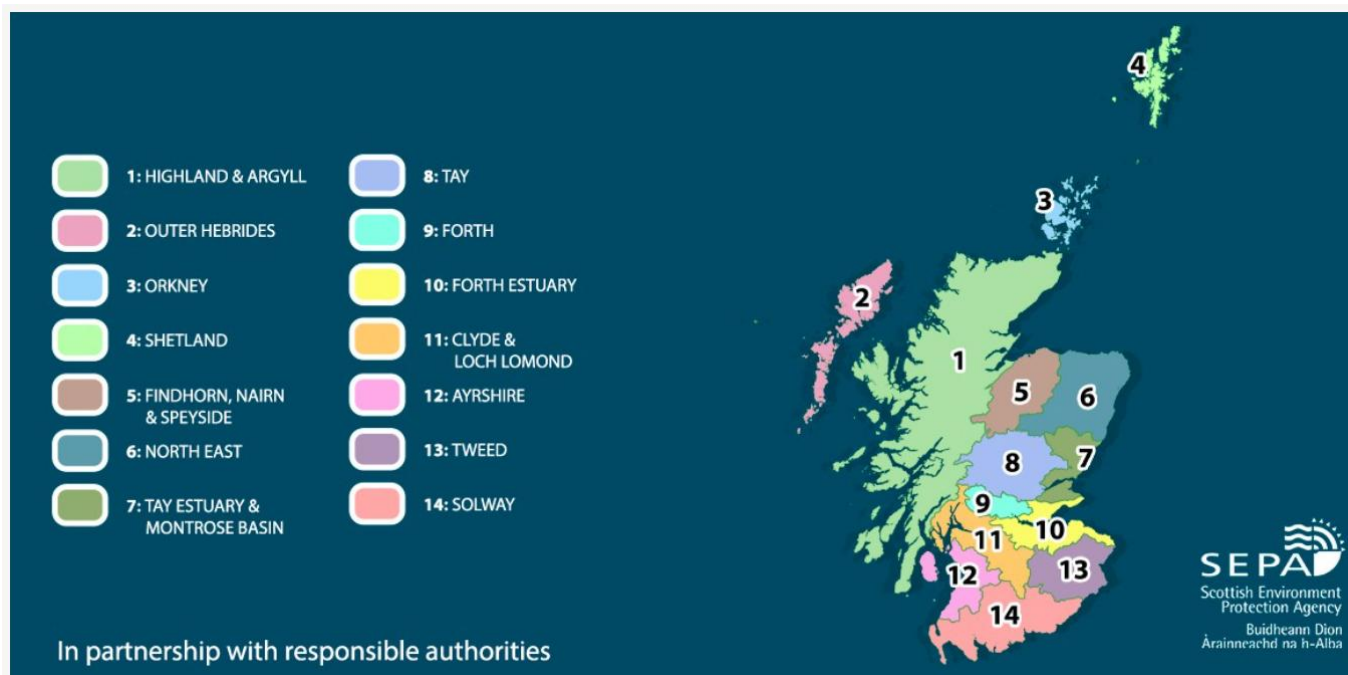 1: HIGHLAND & ARGYLL
2: OUTER HEBRIDES
3: ORKNEY
4: SHETLAND
5: FINDHORN, NAIRN
& SPEYSIDE
6: NORTH EAST
7: TAY ESTUARY &
MONTROSE BASIN
8: TAY
9: FORTH
10: FORTH ESTUARY
11: CLYDE &
LOCH LOMOND
12: AYRSHIRE
13: TWEED
14: SOLWAY
4
3
2
1
5
6
8
7
9
10
11
12
13
14
SEPA
Scottish Environment
Protection Agency
Buidheann Dìon
Àrainneachd na h-Alba
In partnership with responsible authorities